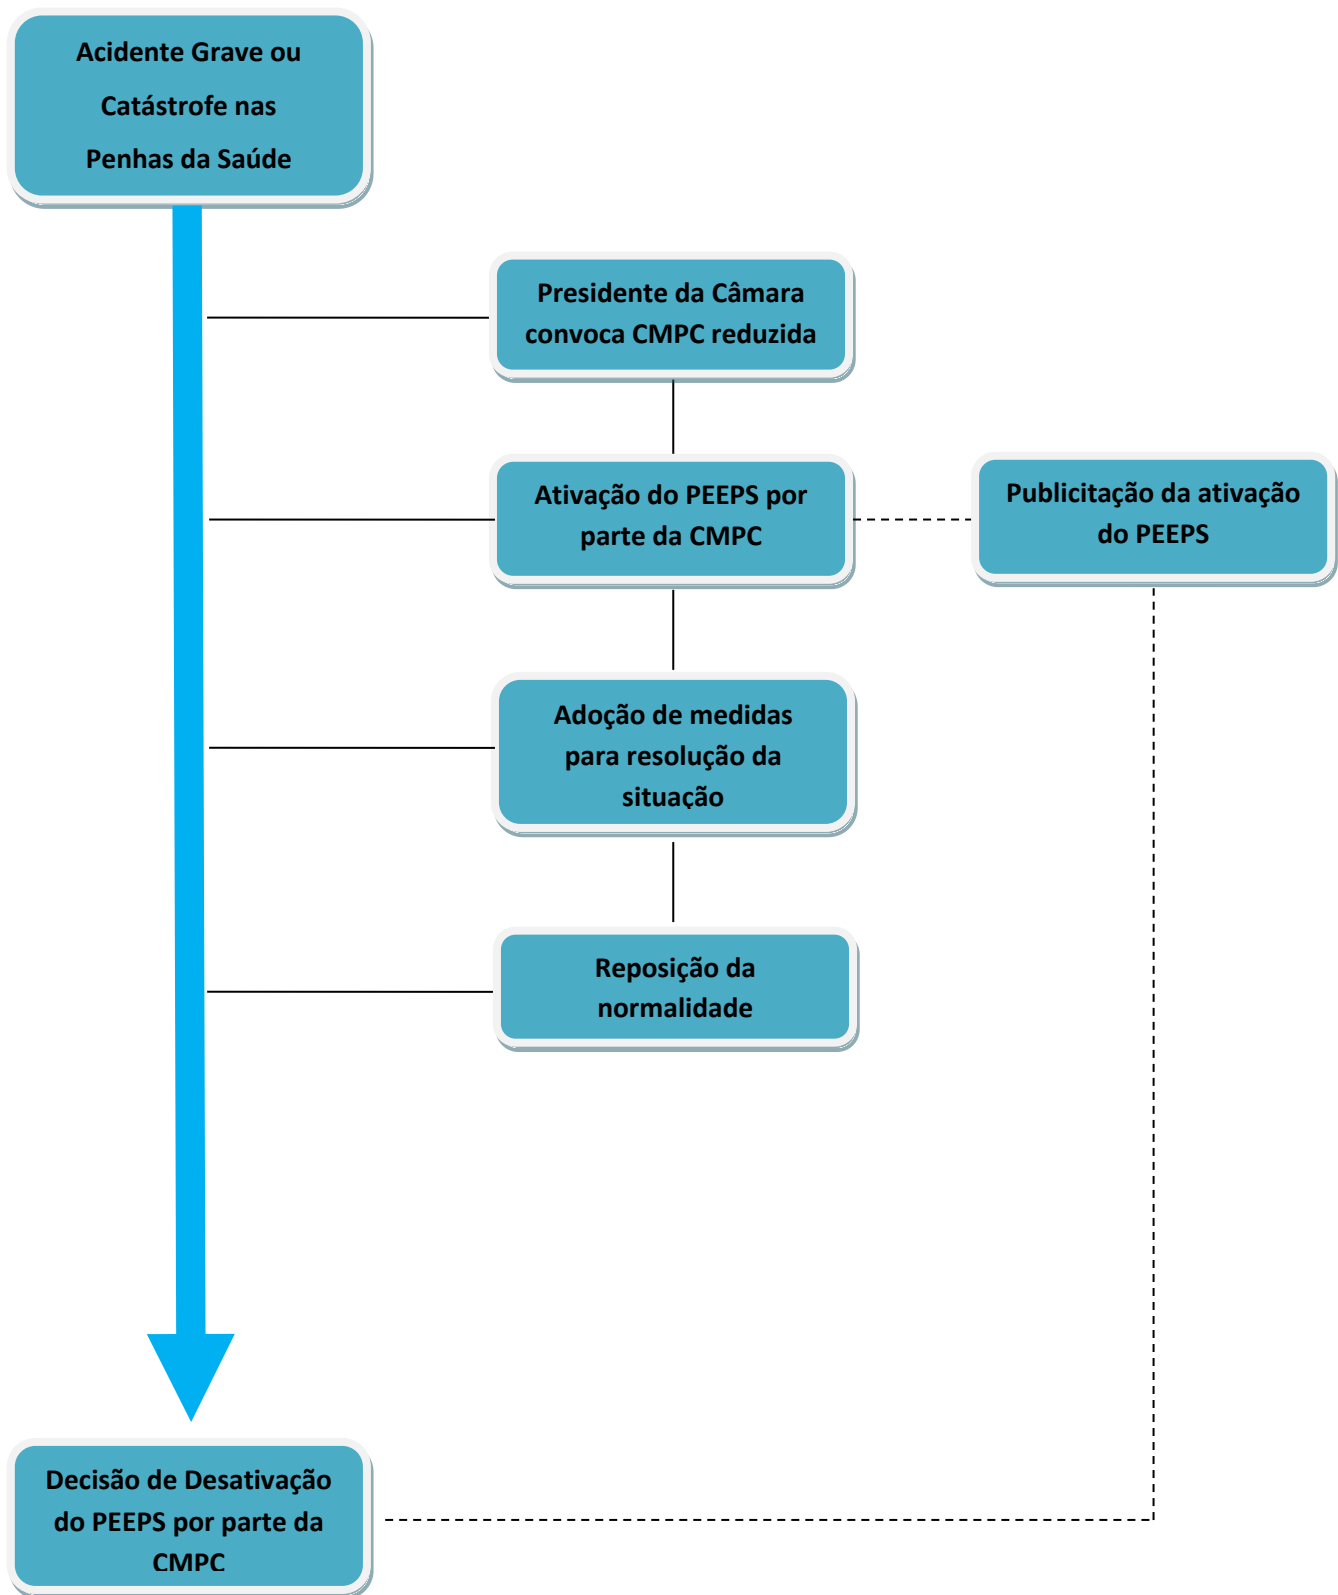 Acidente Grave ou
Catástrofe nas
Penhas da Saúde
Presidente da Câmara
convoca CMPC reduzida
Ativação do PEEPS por
parte da CMPC
Publicitação da ativação
do PEEPS
Adoção de medidas
para resolução da
situação
Reposição da
normalidade
Decisão de Desativação
do PEEPS por parte da
CMPC